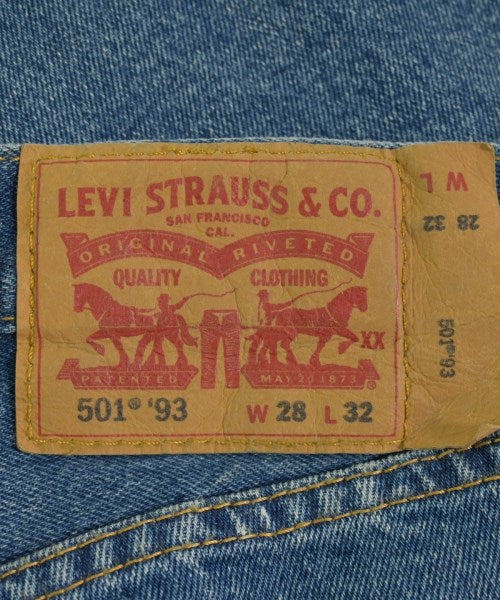 LEVI STRAUSS & CO.
SAN FRANCISCO
CAL.
ORIGINAL RIVETED
QUALITY CLOTHING
XX
PATENTED MAY 20 1873 ®
501® '93 W 28 L 32
W L
28 32
501®'93